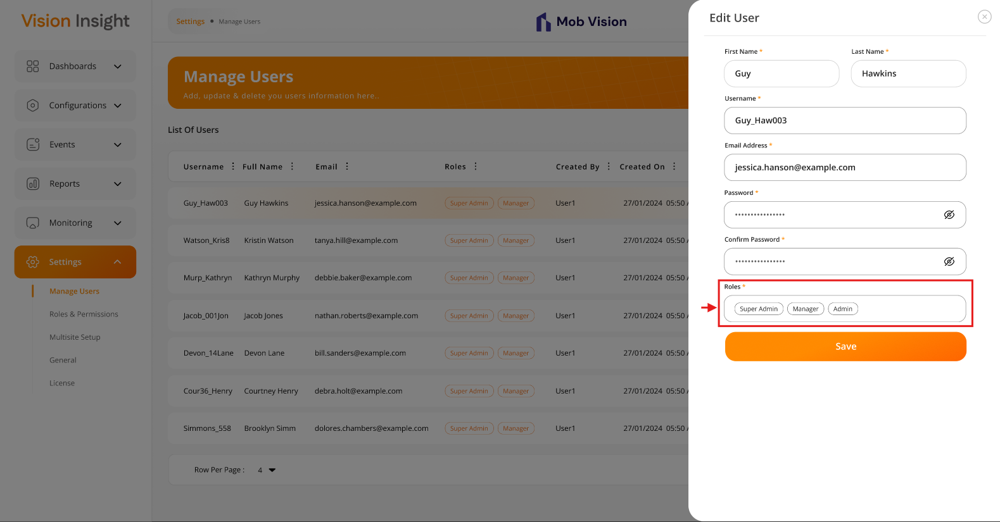 Vision Insight
Dashboards
Configurations
Events
Reports
Monitoring
Settings
Manage Users
Roles & Permissions
Multisite Setup
General
License
Settings • Manage Users
Mob Vision
Manage Users
Add, update & delete you users information here..
List Of Users
Username Full Name Email Roles Created By Created On
Guy_Haw003 Guy Hawkins jessica.hanson@example.com Super Admin Manager User1 27/01/2024 05:50
Watson_Kris8 Kristin Watson tanya.hill@example.com Super Admin Manager User1 27/01/2024 05:50
Murp_Kathryn Kathryn Murphy debbie.baker@example.com Super Admin Manager User1 27/01/2024 05:50
Jacob_001Jon Jacob Jones nathan.roberts@example.com Super Admin Manager User1 27/01/2024 05:50
Devon_14Lane Devon Lane bill.sanders@example.com Super Admin Manager User1 27/01/2024 05:50
Cour36_Henry Courtney Henry debra.holt@example.com Super Admin Manager User1 27/01/2024 05:50
Simmons_558 Brooklyn Simm dolores.chambers@example.com Super Admin Manager User1 27/01/2024 05:50
Row Per Page : 4
Edit User
First Name * Last Name *
Guy Hawkins
Username *
Guy_Haw003
Email Address *
jessica.hanson@example.com
Password *
••••••••••••••••
Confirm Password *
••••••••••••••••
Roles *
Super Admin Manager Admin
Save